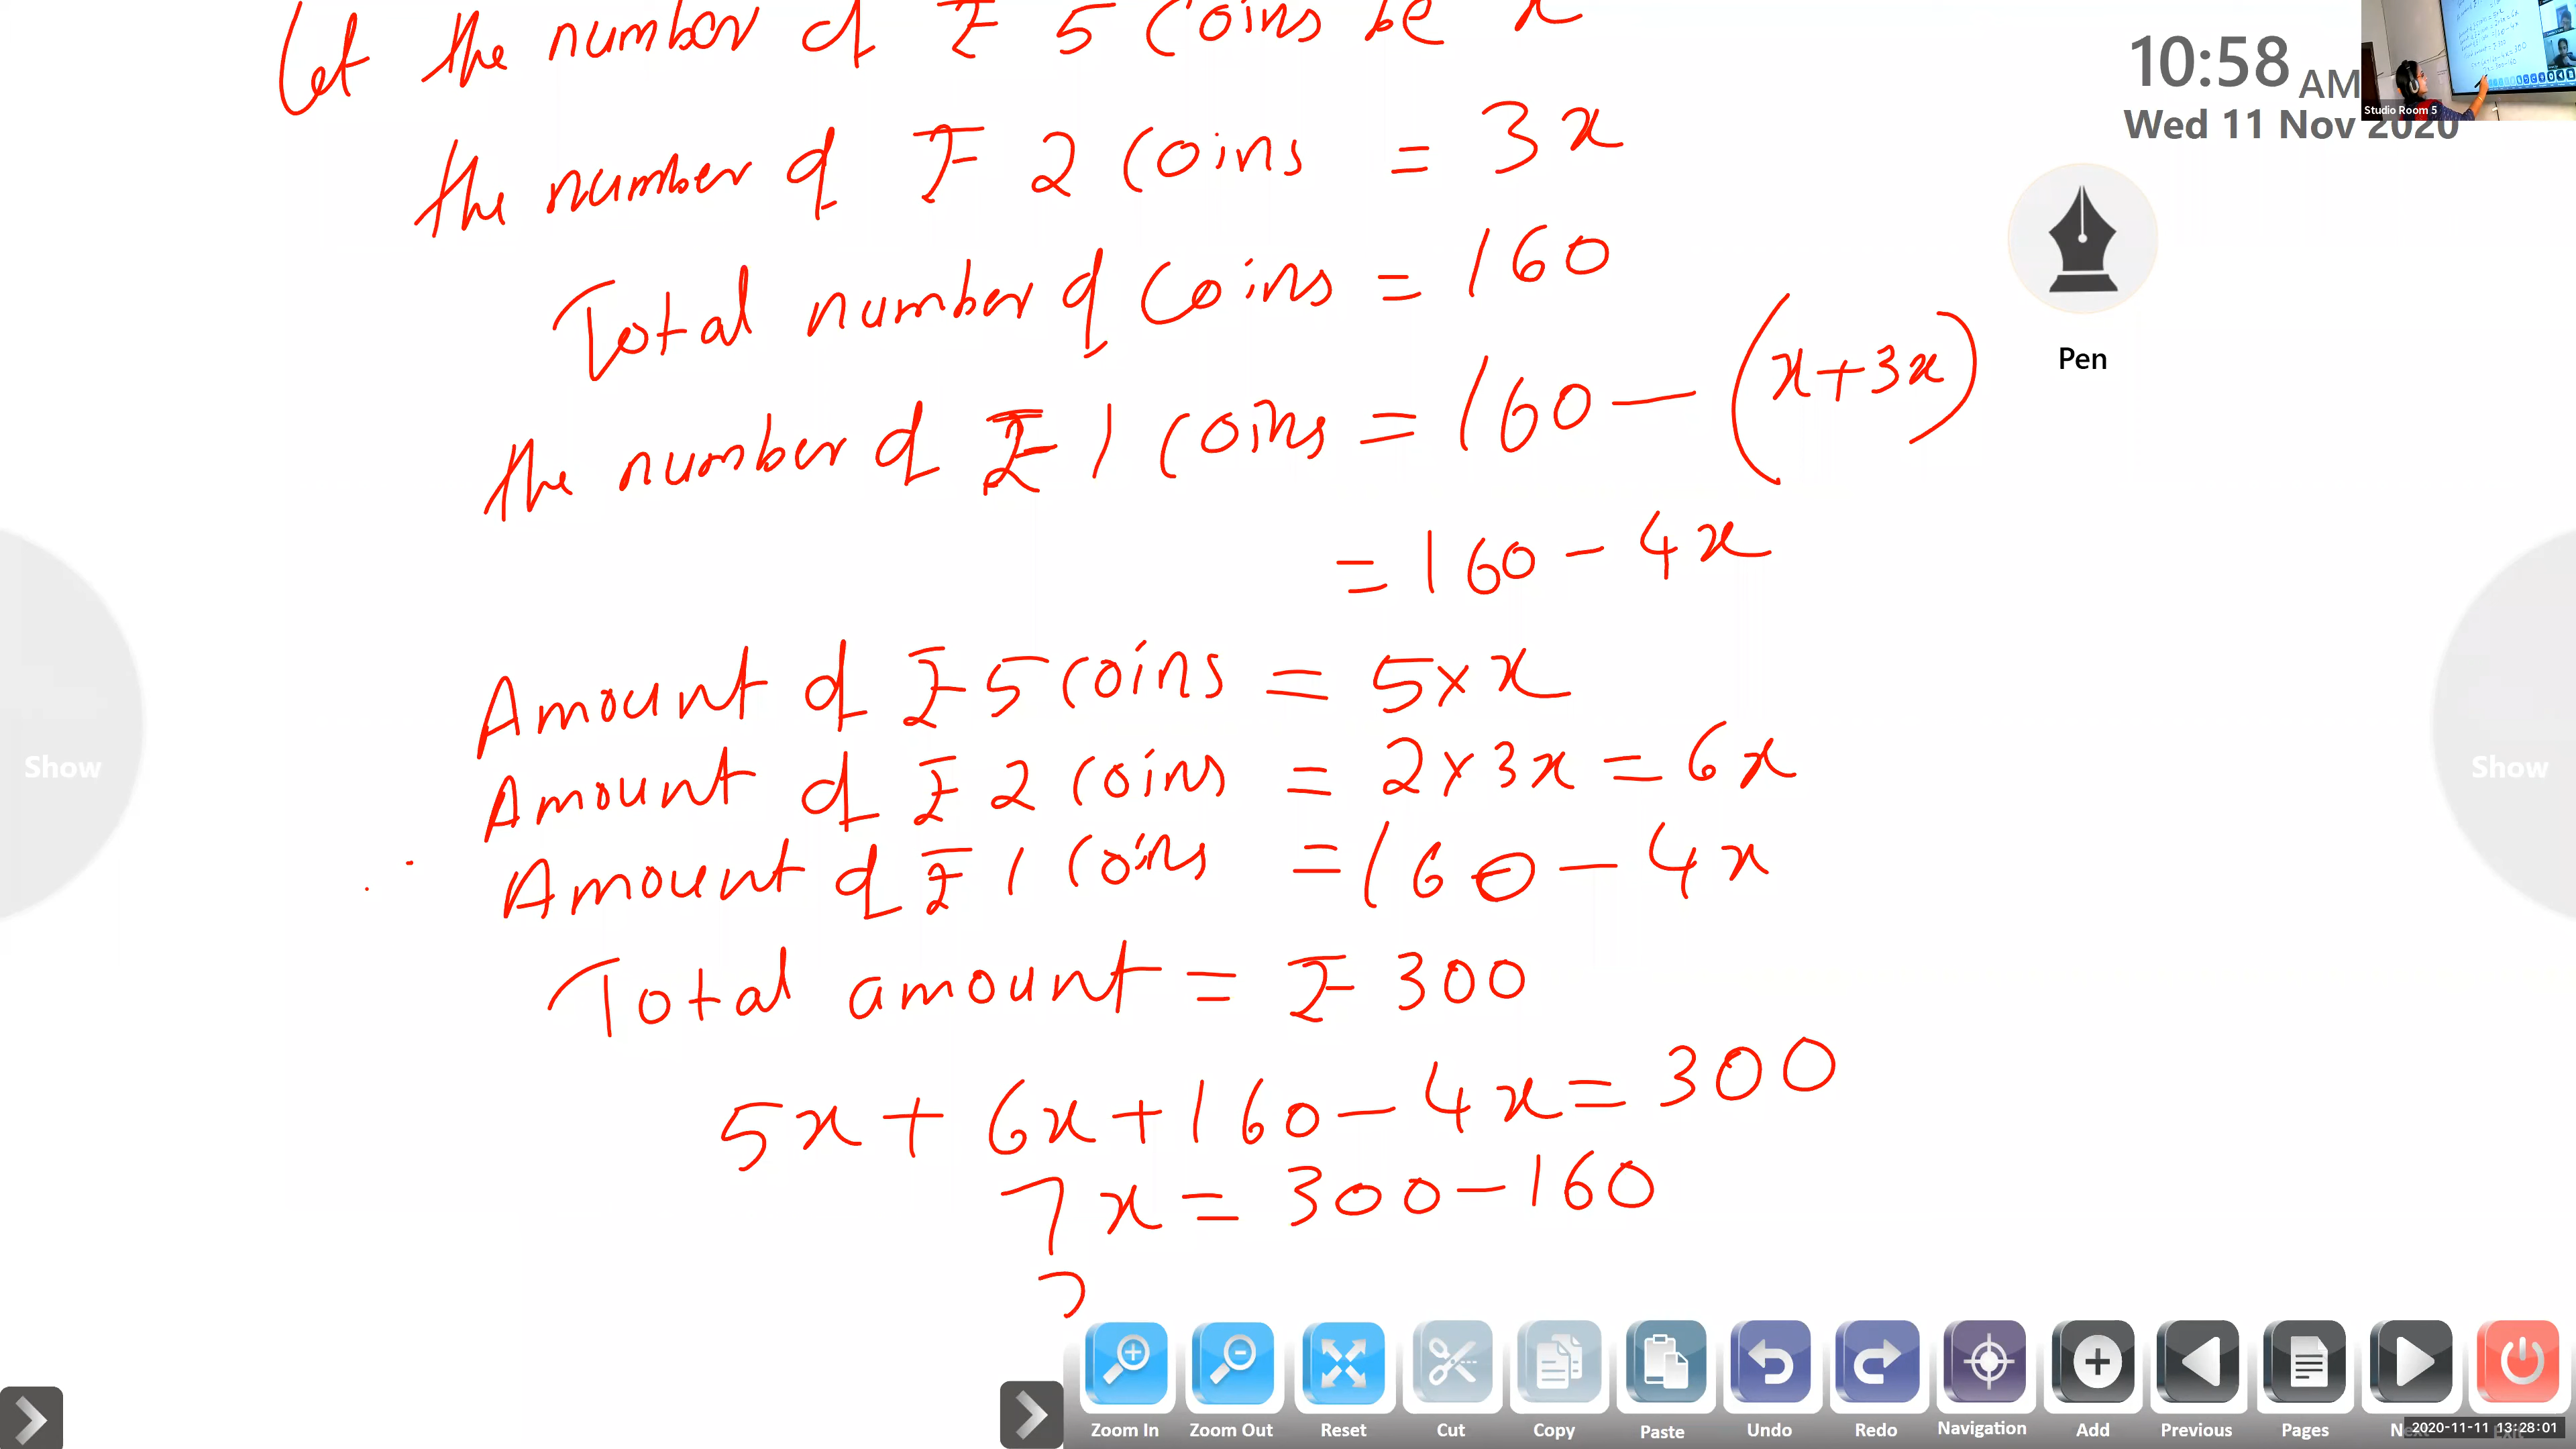 Let the number of ₹ 5 coins be x
the number of ₹ 2 coins = 3x
Total number of coins = 160
the number of ₹ 1 coins = 160 - (x+3x)
= 160 - 4x
Amount of ₹ 5 coins = 5 × x
Amount of ₹ 2 coins = 2 × 3x = 6x
Amount of ₹ 1 coins = 160 - 4x
Total amount = ₹ 300
5x + 6x + 160 - 4x = 300
7x = 300 - 160
10:58 AM
Wed 11 Nov 2020
Studio Room 5
Pen
Show
Show
Zoom In Zoom Out Reset Cut Copy Paste Undo Redo Navigation Add Previous Pages
2020-11-11 13:28:01